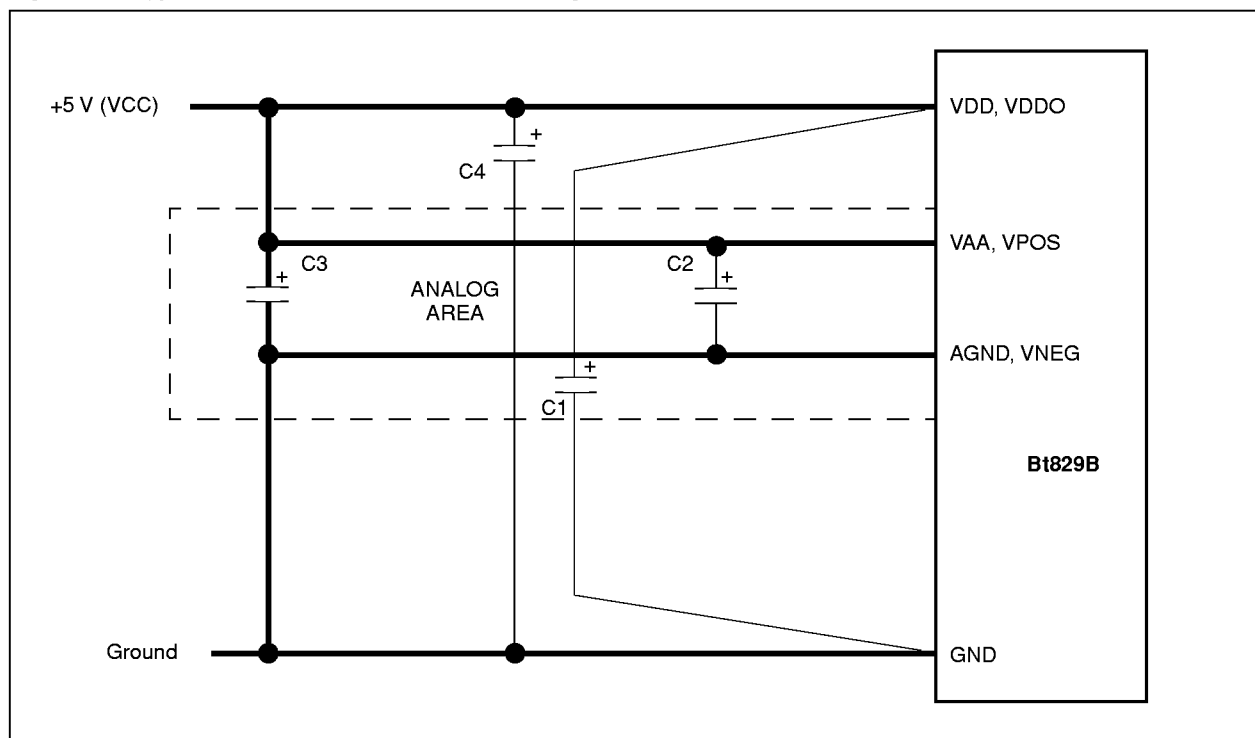 +5 V (VCC)
VDD, VDDO
+
C4
VAA, VPOS
C3
C2
+
+
ANALOG
AREA
AGND, VNEG
+
C1
Bt829B
Ground
GND